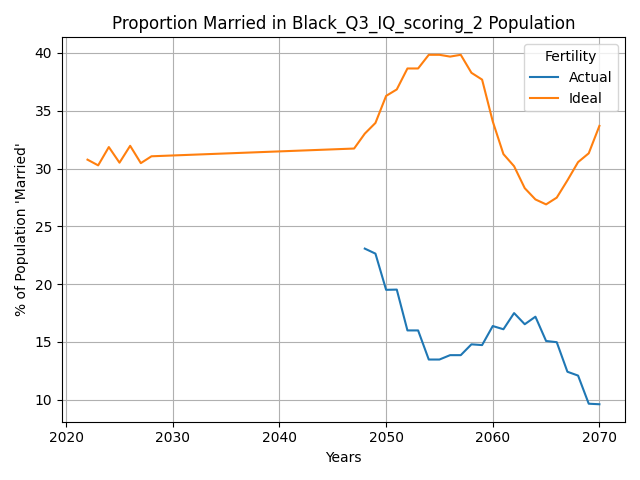 Proportion Married in Black_Q3_IQ_scoring_2 Population
% of Population 'Married'
40
35
30
25
20
15
10
Fertility
Actual
Ideal
2020 2030 2040 2050 2060 2070
Years